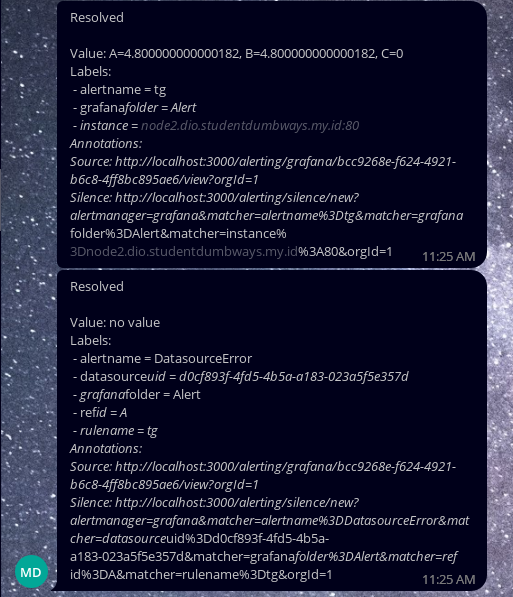 Resolved
Value: A=4.800000000000182, B=4.800000000000182, C=0
Labels:
- alertname = tg
- grafanafolder = Alert
- instance = node2.dio.studentdumbways.my.id:80
Annotations:
Source: http://localhost:3000/alerting/grafana/bcc9268e-f624-4921-
b6c8-4ff8bc895ae6/view?orgId=1
Silence: http://localhost:3000/alerting/silence/new?
alertmanager=grafana&matcher=alertname%3Dtg&matcher=grafana
folder%3DAlert&matcher=instance%
3Dnode2.dio.studentdumbways.my.id%3A80&orgId=1
11:25 AM
Resolved
Value: no value
Labels:
- alertname = DatasourceError
- datasourceuid = d0cf893f-4fd5-4b5a-a183-023a5f5e357d
- grafanafolder = Alert
- refid = A
- rulename = tg
Annotations:
Source: http://localhost:3000/alerting/grafana/bcc9268e-f624-4921-
b6c8-4ff8bc895ae6/view?orgId=1
Silence: http://localhost:3000/alerting/silence/new?
alertmanager=grafana&matcher=alertname%3DDatasourceError&mat
cher=datasourceuid%3Dd0cf893f-4fd5-4b5a-
a183-023a5f5e357d&matcher=grafanafolder%3DAlert&matcher=ref
id%3DA&matcher=rulename%3Dtg&orgId=1
11:25 AM
MD